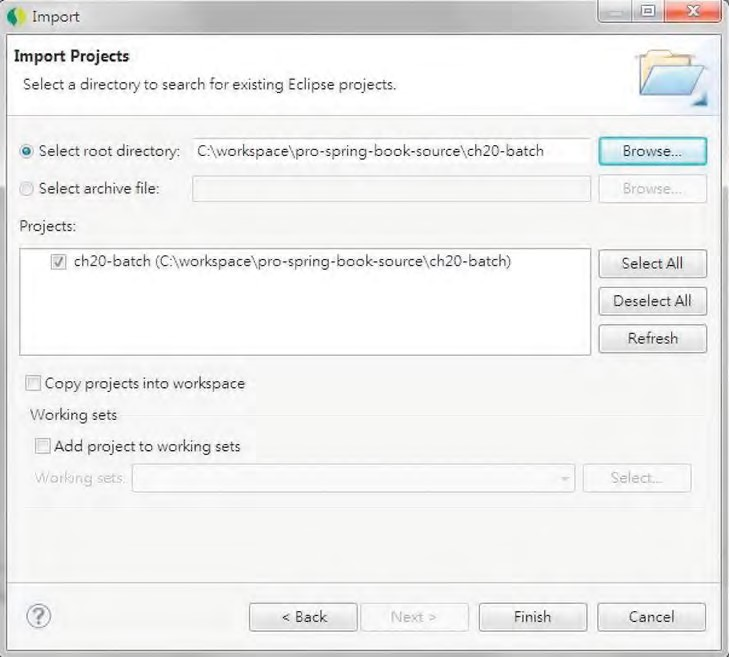 Import
Import Projects
Select a directory to search for existing Eclipse projects.
Select root directory: C:\workspace\pro-spring-book-source\ch20-batch Browse...
Select archive file: Browse...
Projects:
ch20-batch (C:\workspace\pro-spring-book-source\ch20-batch)
Select All
Deselect All
Refresh
Copy projects into workspace
Working sets
Add project to working sets
Working sets: Select...
? < Back Next > Finish Cancel